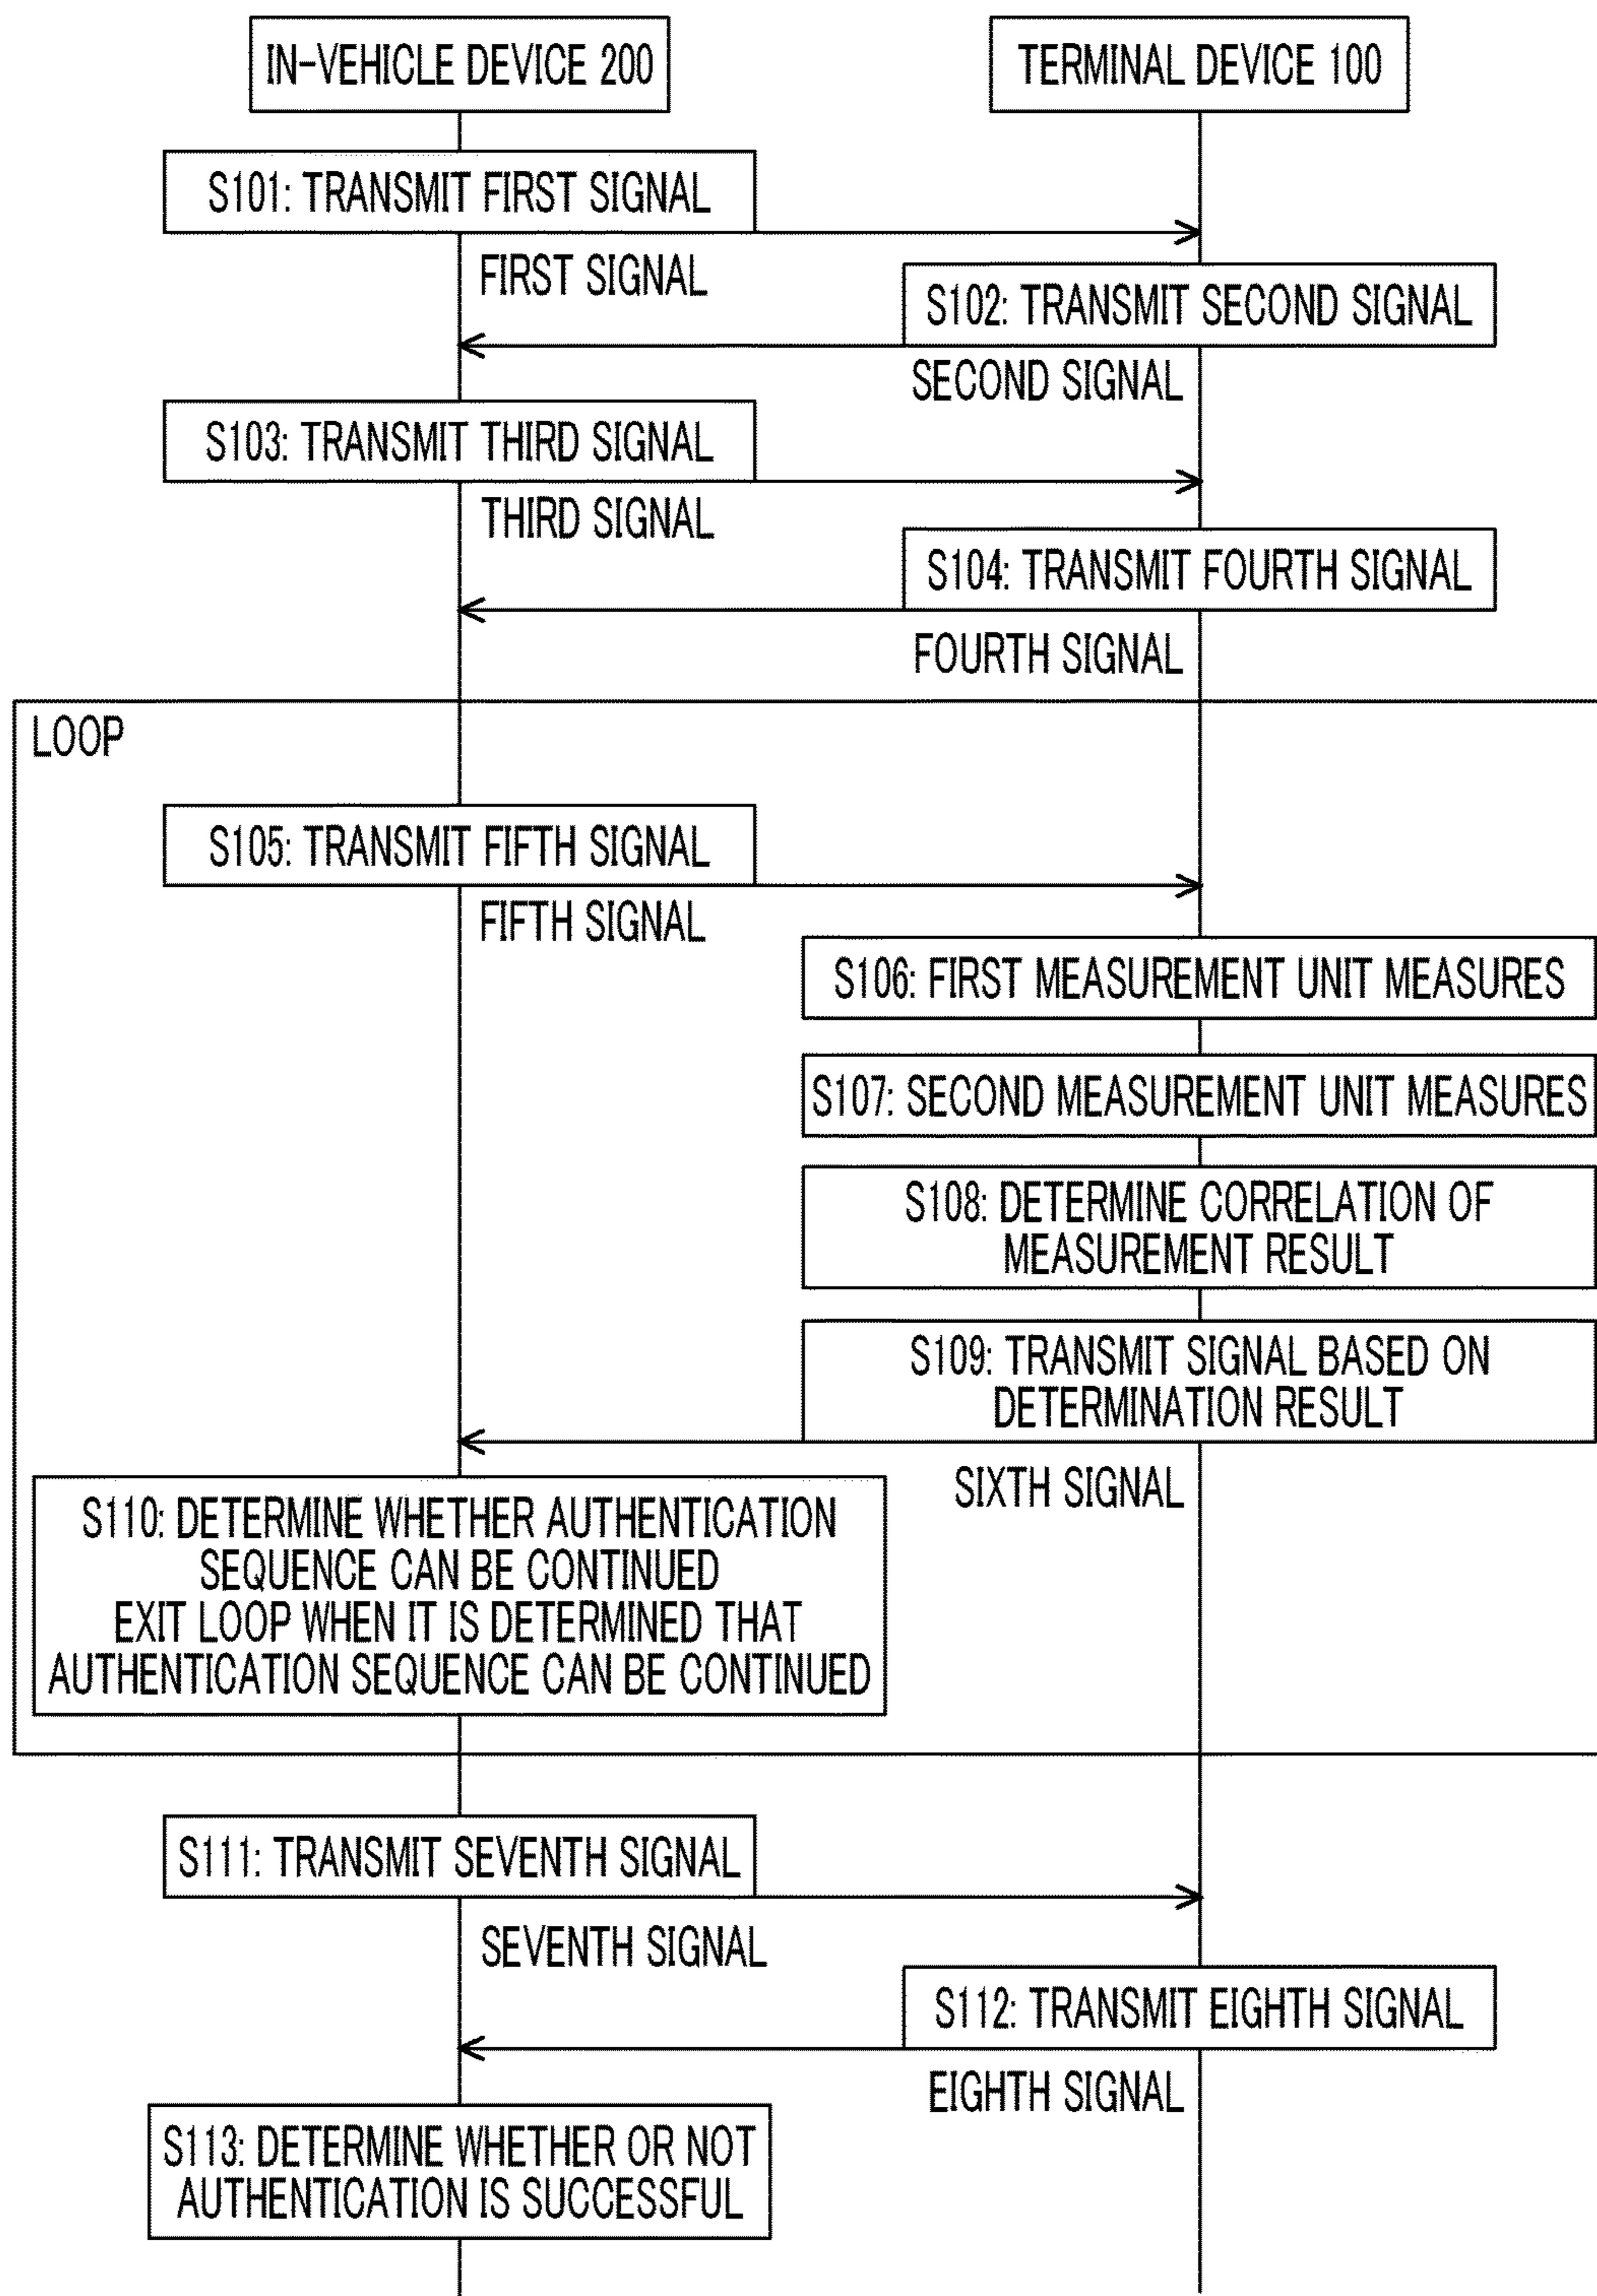 IN-VEHICLE DEVICE 200
TERMINAL DEVICE 100
S101: TRANSMIT FIRST SIGNAL
FIRST SIGNAL
S102: TRANSMIT SECOND SIGNAL
SECOND SIGNAL
S103: TRANSMIT THIRD SIGNAL
THIRD SIGNAL
S104: TRANSMIT FOURTH SIGNAL
FOURTH SIGNAL
LOOP
S105: TRANSMIT FIFTH SIGNAL
FIFTH SIGNAL
S106: FIRST MEASUREMENT UNIT MEASURES
S107: SECOND MEASUREMENT UNIT MEASURES
S108: DETERMINE CORRELATION OF
MEASUREMENT RESULT
S109: TRANSMIT SIGNAL BASED ON
DETERMINATION RESULT
SIXTH SIGNAL
S110: DETERMINE WHETHER AUTHENTICATION
SEQUENCE CAN BE CONTINUED
EXIT LOOP WHEN IT IS DETERMINED THAT
AUTHENTICATION SEQUENCE CAN BE CONTINUED
S111: TRANSMIT SEVENTH SIGNAL
SEVENTH SIGNAL
S112: TRANSMIT EIGHTH SIGNAL
EIGHTH SIGNAL
S113: DETERMINE WHETHER OR NOT
AUTHENTICATION IS SUCCESSFUL